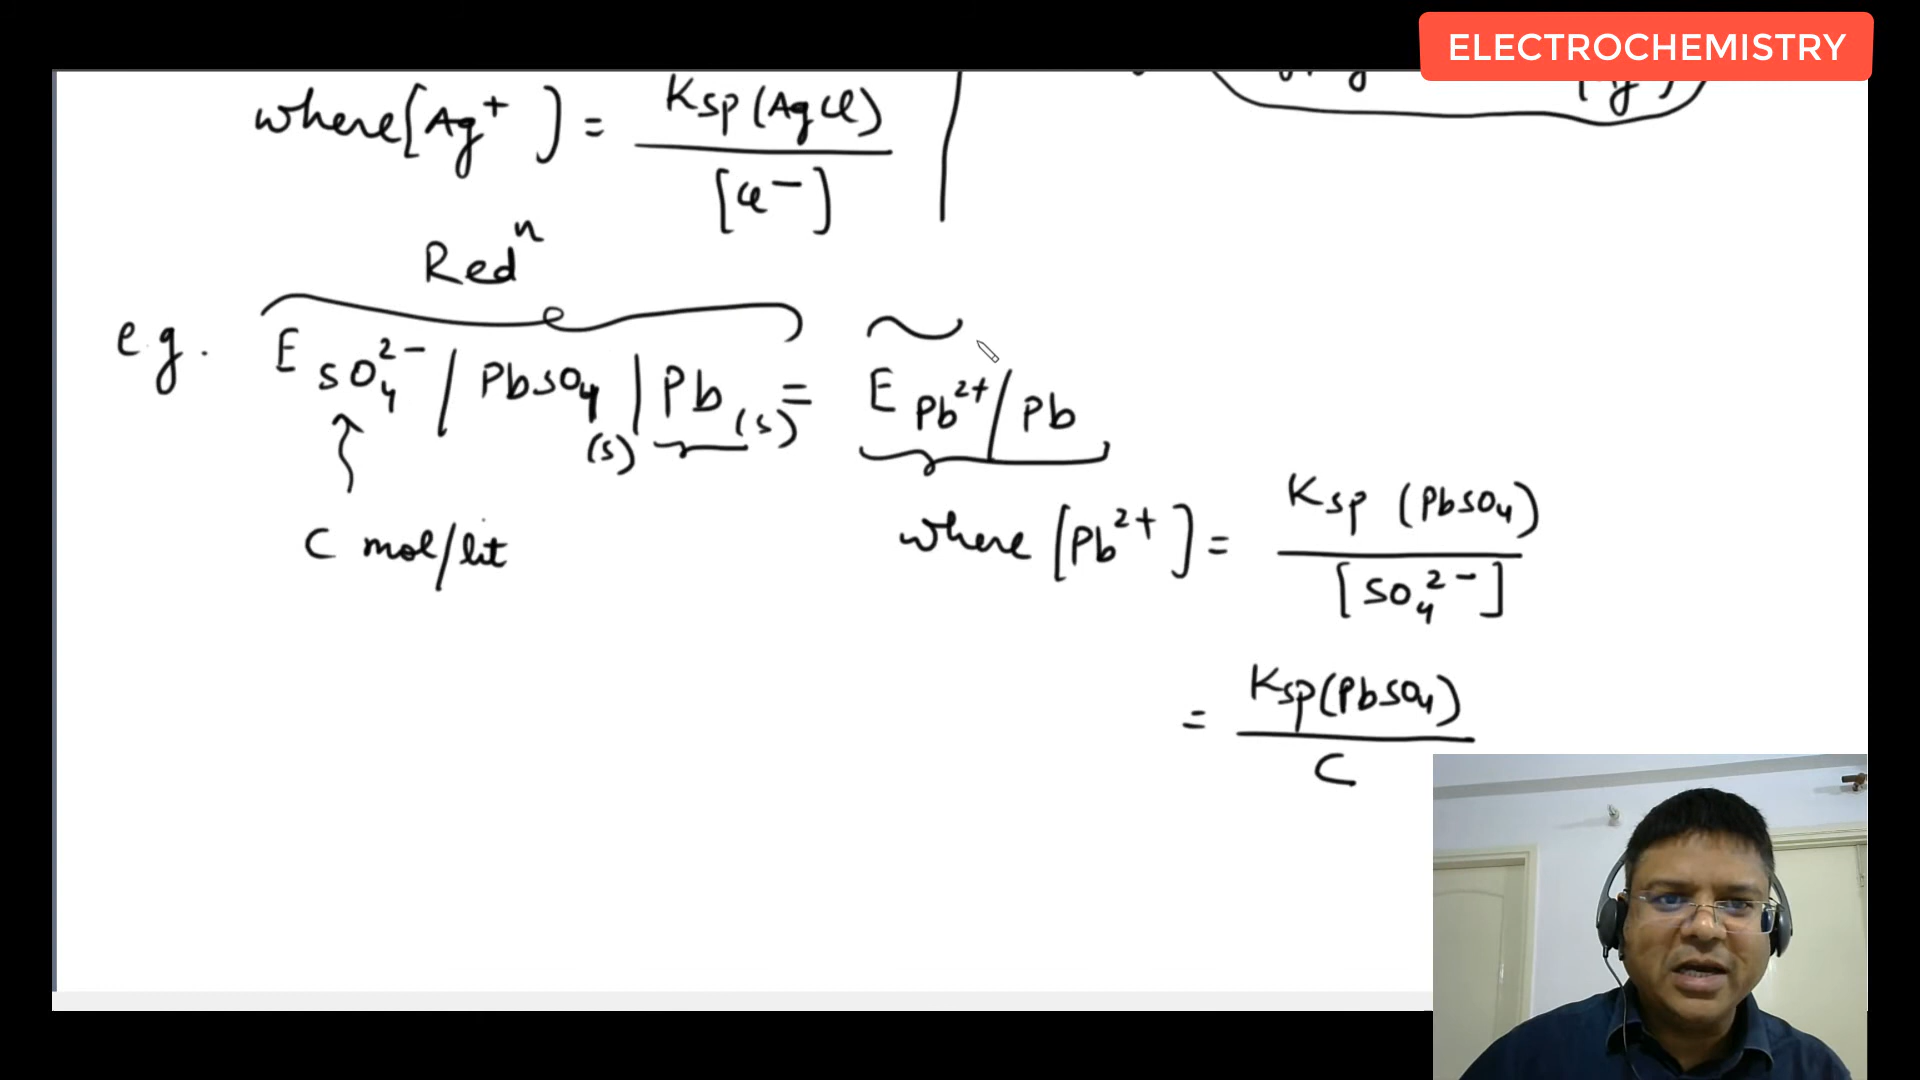 ELECTROCHEMISTRY
where [Ag⁺] = Ksp (AgCl) / [Cl⁻]
Redⁿ
e.g. E SO₄²⁻ / PbSO₄ (s) | Pb (s) = E Pb²⁺/Pb
C mol/lit
where [Pb²⁺] = Ksp (PbSO₄) / [SO₄²⁻]
= Ksp(PbSO₄) / C